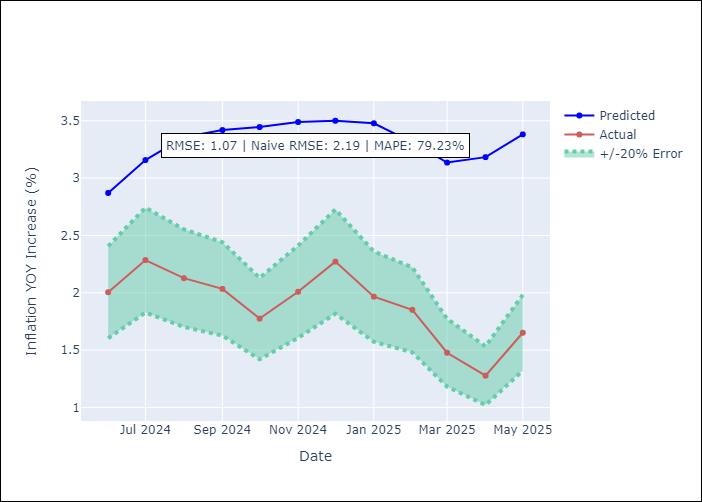 3.5
3
2.5
2
1.5
1
Inflation YOY Increase (%)
RMSE: 1.07 | Naive RMSE: 2.19 | MAPE: 79.23%
Jul 2024 Sep 2024 Nov 2024 Jan 2025 Mar 2025 May 2025
Date
Predicted
Actual
+/-20% Error